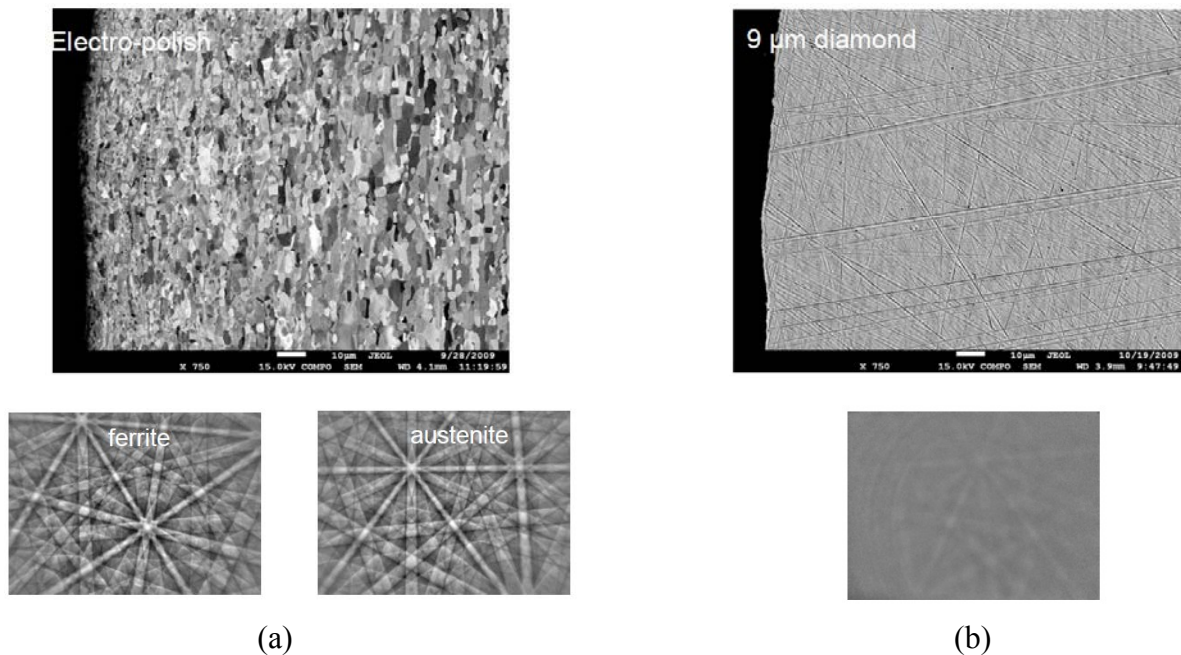 Electro-polish
10µm JEOL 9/28/2009
X 750 15.0kV COMPO SEM WD 4.1mm 11:19:59
9 µm diamond
10µm JEOL 10/19/2009
X 750 15.0kV COMPO SEM WD 3.9mm 9:47:49
ferrite
austenite
(a)
(b)